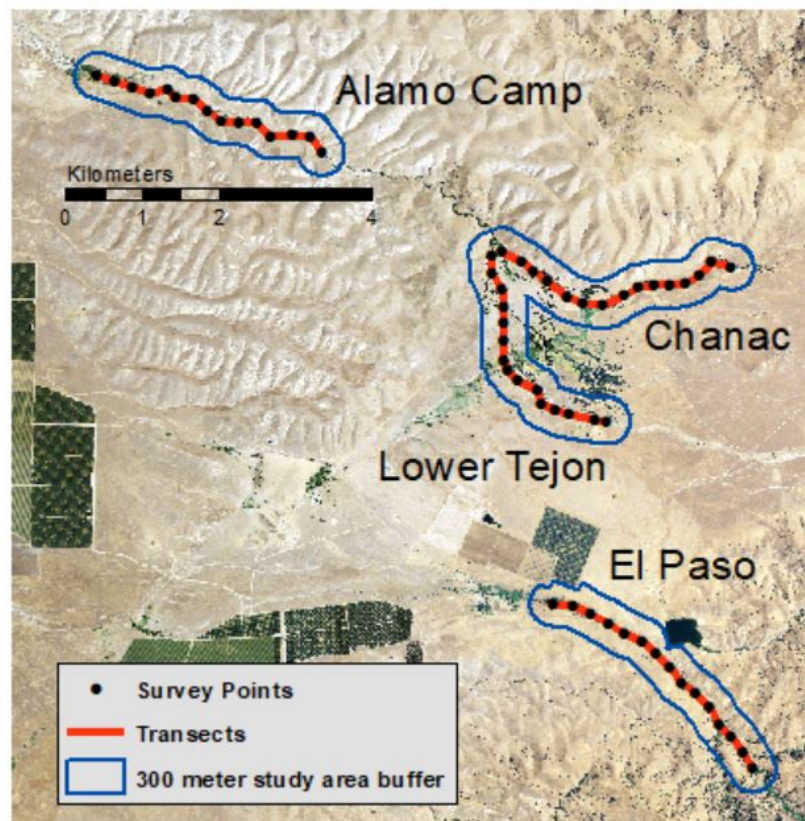 Alamo Camp
Kilometers
0 1 2 4
Chanac
Lower Tejon
El Paso
Survey Points
Transects
300 meter study area buffer